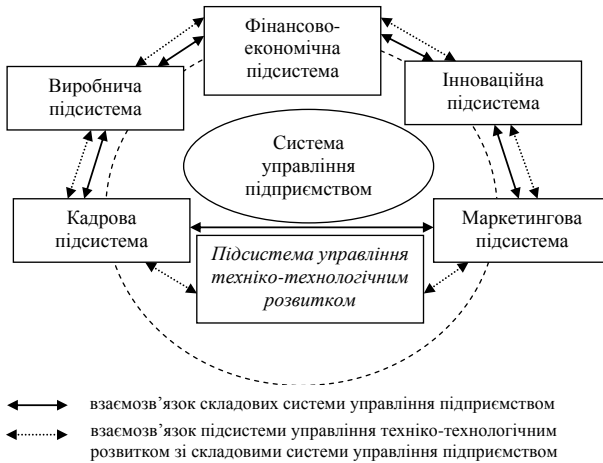 Фінансово-
економічна
підсистема
Виробнича
підсистема
Інноваційна
підсистема
Система
управління
підприємством
Кадрова
підсистема
Маркетингова
підсистема
Підсистема управління
техніко-технологічним
розвитком
взаємозв’язок складових системи управління підприємством
взаємозв’язок підсистеми управління техніко-технологічним
розвитком зі складовими системи управління підприємством